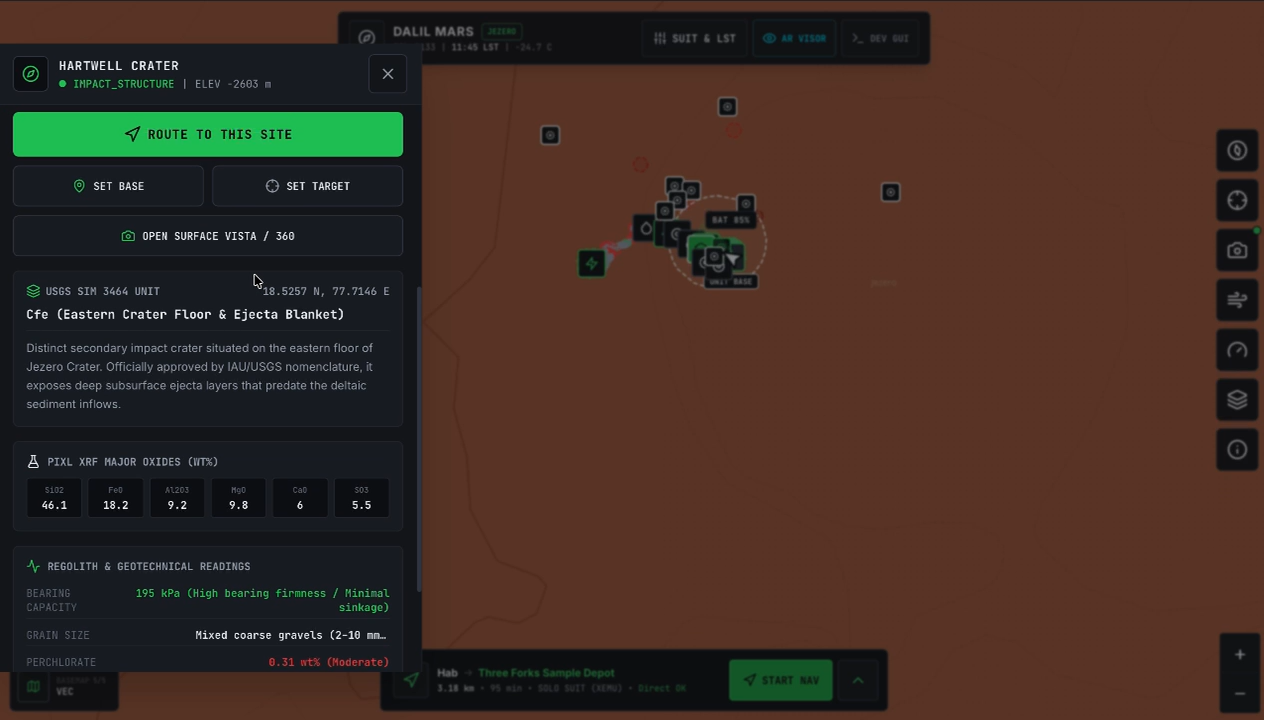 DALIL MARS JEZERO
11:45 LST | -24.7 C
SUIT & LST
AR VISOR
>_ DEV GUI
HARTWELL CRATER
IMPACT_STRUCTURE | ELEV -2603 m
ROUTE TO THIS SITE
SET BASE
SET TARGET
OPEN SURFACE VISTA / 360
USGS SIM 3464 UNIT
18.5257 N, 77.7146 E
Cfe (Eastern Crater Floor & Ejecta Blanket)
Distinct secondary impact crater situated on the eastern floor of
Jezero Crater. Officially approved by IAU/USGS nomenclature, it
exposes deep subsurface ejecta layers that predate the deltaic
sediment inflows.
PIXL XRF MAJOR OXIDES (WT%)
SiO2 FeO Al2O3 MgO CaO SO3
46.1 18.2 9.2 9.8 6 5.5
REGOLITH & GEOTECHNICAL READINGS
BEARING CAPACITY
195 kPa (High bearing firmness / Minimal sinkage)
GRAIN SIZE
Mixed coarse gravels (2-10 mm…
PERCHLORATE
0.31 wt% (Moderate)
BAT 85%
BASE
VEC
Hab → Three Forks Sample Depot
3.18 km • 95 min • SOLO SUIT (XEMU) • Direct OK
START NAV
+
−